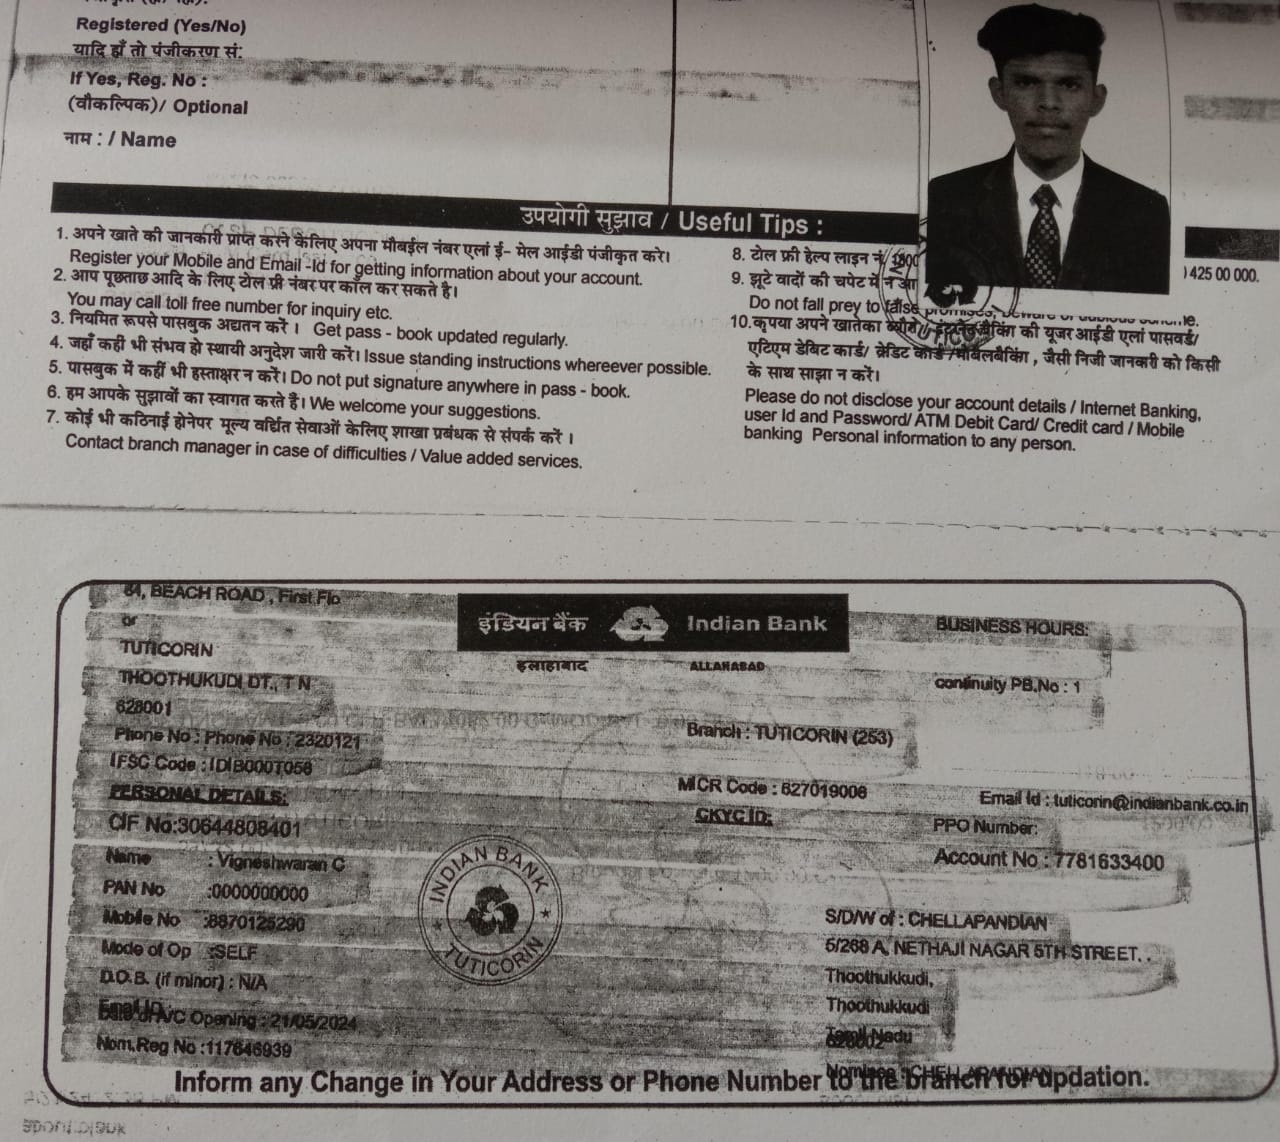 Registered (Yes/No)
यादि हाँ तो पंजीकरण सं:
If Yes, Reg. No :
(वौकल्पिक)/ Optional
नाम : / Name
उपयोगी सुझाव / Useful Tips :
1. अपने खाते की जानकारी प्राप्त करने केलिए अपना मौबईल नंबर एलां ई- मेल आईडी पंजीकृत करे।
Register your Mobile and Email -Id for getting information about your account.
2. आप पूछताछ आदि के लिए टोल फ्री नंबर पर काॅल कर सकते है।
You may call toll free number for inquiry etc.
3. नियमित रूपसे पासबुक अद्यतन करें । Get pass - book updated regularly.
4. जहाँ कही भी संभव हो स्थायी अनुदेश जारी करें। Issue standing instructions whereever possible.
5. पासबुक में कहीं भी हस्ताक्षर न करें। Do not put signature anywhere in pass - book.
6. हम आपके सुझावों का स्वागत करते है। We welcome your suggestions.
7. कोई भी कठिनाई होनेपर मूल्य वर्द्यित सेवाओं केलिए शाखा प्रबंधक से संपर्क करें ।
Contact branch manager in case of difficulties / Value added services.
8. टोल फ्री हेल्प लाइन नं 1800 425 00 000.
9. झूटे वादों की चपेट में न आ
Do not fall prey to false promises,
10.कृपया अपने खातेका की यूजर आईडी एलां पासवर्ड/
एटिएम डेबिट कार्ड/ क्रेडिट कार्ड / , जैसी निजी जानकरी को किसी
के साथ साझा न करें।
Please do not disclose your account details / Internet Banking,
user Id and Password/ ATM Debit Card/ Credit card / Mobile
banking Personal information to any person.
इंडियन बैंक Indian Bank
इलाहाबाद ALLAHABAD
BUSINESS HOURS:
84, BEACH ROAD , First Flo
or
TUTICORIN
THOOTHUKUDI DT., T N
628001
continuity PB.No : 1
Phone No : Phone No : 2320121
Branch : TUTICORIN (253)
IFSC Code : IDIB000T058
MICR Code : 627019006
Email Id : tuticorin@indianbank.co.in
PERSONAL DETAILS:
CKYC ID:
PPO Number:
CIF No:30644808401
Account No : 7781633400
Name : Vigneshwaran C
PAN No :0000000000
Mobile No :8870125290
S/D/W of : CHELLAPANDIAN
Mode of Op :SELF
5/268 A, NETHAJI NAGAR 5TH STREET. .
D.O.B. (if minor) : N/A
Thoothukkudi,
Email ID :
Thoothukkudi
Date of A/C Opening : 21/05/2024
Tamil Nadu
628002
Nom.Reg No :117646939
Nominee : CHELLAPANDIAN
Inform any Change in Your Address or Phone Number to the branch for updation.
INDIAN BANK
TUTICORIN